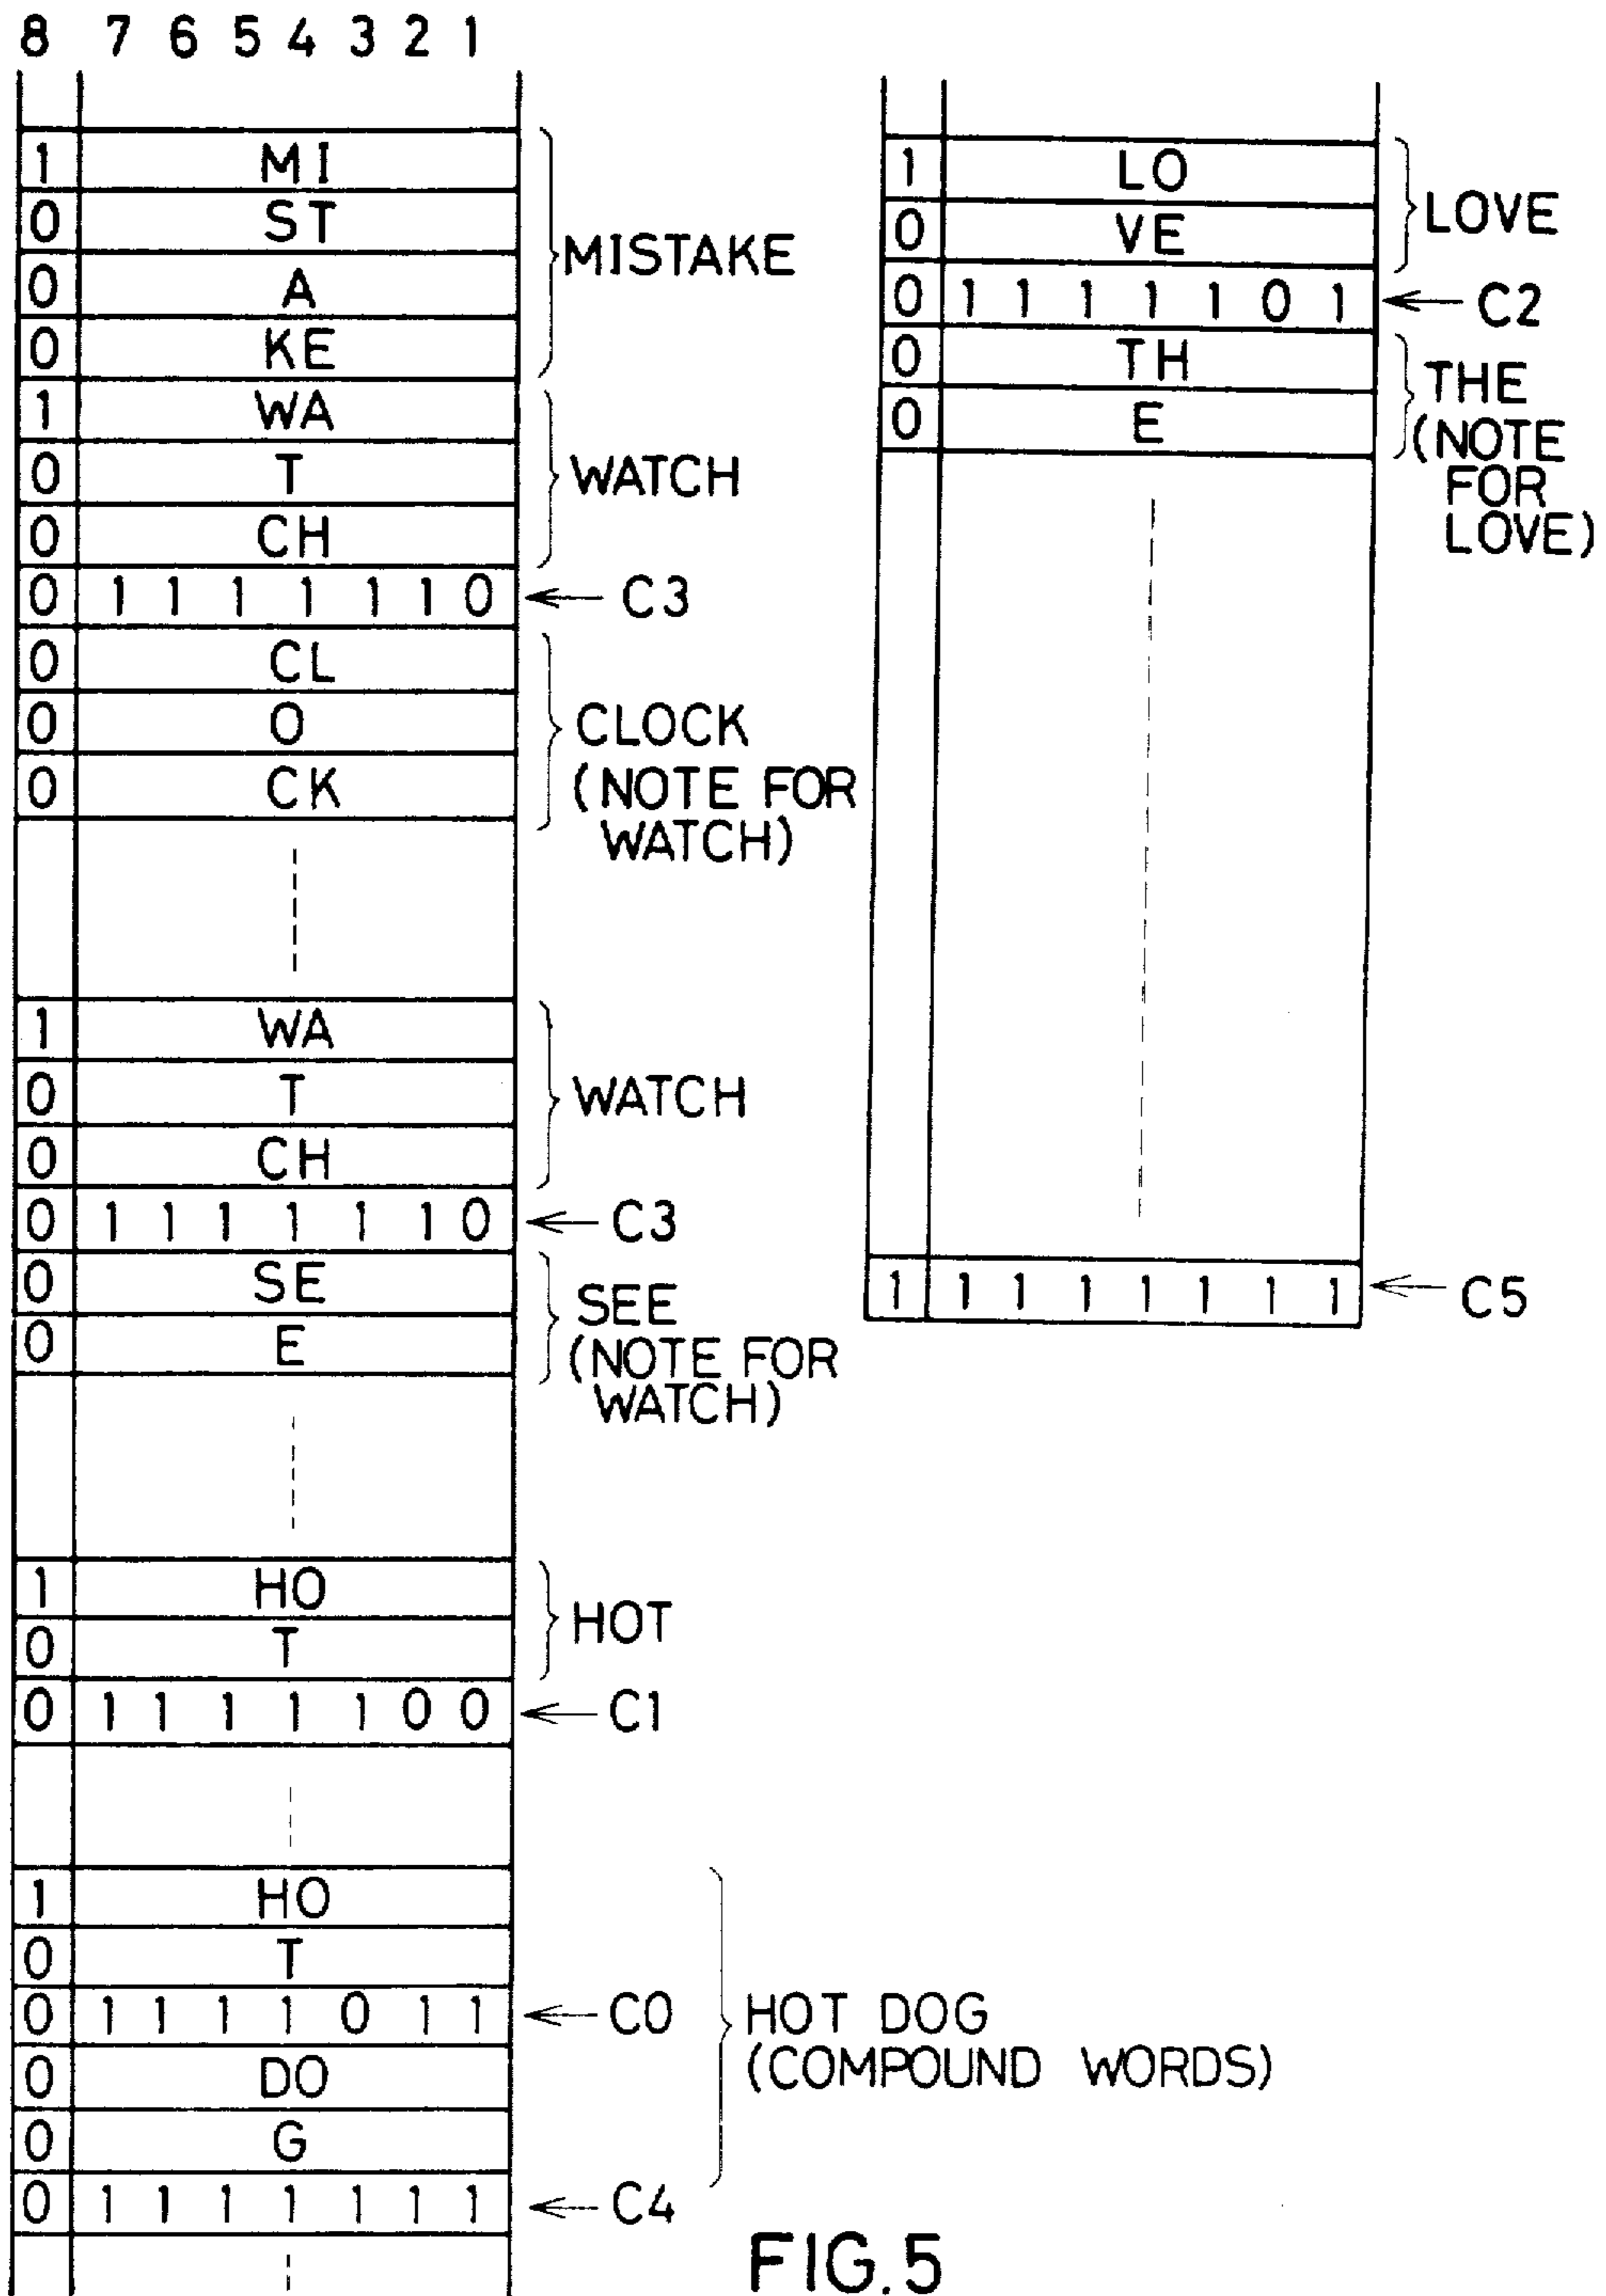 8 7 6 5 4 3 2 1
1 MI
0 ST
0 A
0 KE
MISTAKE
1 WA
0 T
0 CH
WATCH
0 1 1 1 1 1 1 0 C3
0 CL
0 O
0 CK
CLOCK
(NOTE FOR
WATCH)
1 WA
0 T
0 CH
WATCH
0 1 1 1 1 1 1 0 C3
0 SE
0 E
SEE
(NOTE FOR
WATCH)
1 HO
0 T
HOT
0 1 1 1 1 1 0 0 C1
1 HO
0 T
0 1 1 1 1 0 1 1 C0
0 DO
0 G
HOT DOG
(COMPOUND WORDS)
0 1 1 1 1 1 1 1 C4
1 LO
0 VE
LOVE
0 1 1 1 1 1 0 1 C2
0 TH
0 E
THE
(NOTE
FOR
LOVE)
1 1 1 1 1 1 1 1 C5
FIG.5